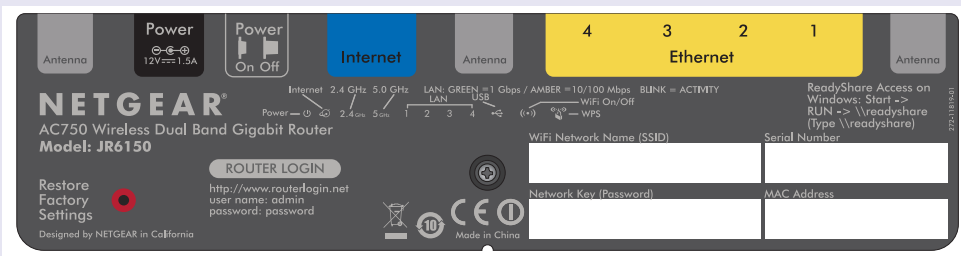 Antenna
Power
12V 1.5A
Power
On Off
Internet
Antenna
4 3 2 1
Ethernet
Antenna
NETGEAR®
AC750 Wireless Dual Band Gigabit Router
Model: JR6150
Internet 2.4 GHz 5.0 GHz LAN: GREEN =1 Gbps / AMBER =10/100 Mbps BLINK = ACTIVITY
LAN USB
WiFi On/Off
Power 2.4 GHz 5 GHz 1 2 3 4 WPS
ReadyShare Access on
Windows: Start ->
RUN -> \\readyshare
(Type \\readyshare)
272-11819-01
WiFi Network Name (SSID)
Serial Number
Network Key (Password)
MAC Address
ROUTER LOGIN
http://www.routerlogin.net
user name: admin
password: password
Restore
Factory
Settings
Designed by NETGEAR in California
10
CE
Made in China